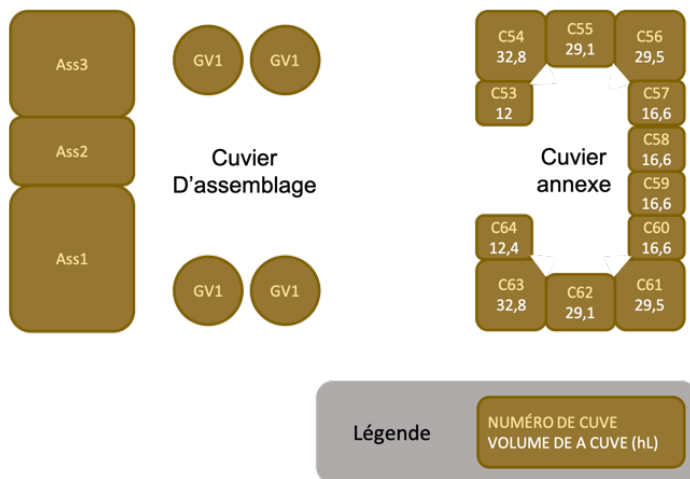 Ass3
Ass2
Ass1
GV1
GV1
Cuvier
D'assemblage
GV1
GV1
C54
32,8
C55
29,1
C56
29,5
C53
12
C57
16,6
C58
16,6
Cuvier
annexe
C59
16,6
C64
12,4
C60
16,6
C63
32,8
C62
29,1
C61
29,5
Légende
NUMÉRO DE CUVE
VOLUME DE A CUVE (hL)